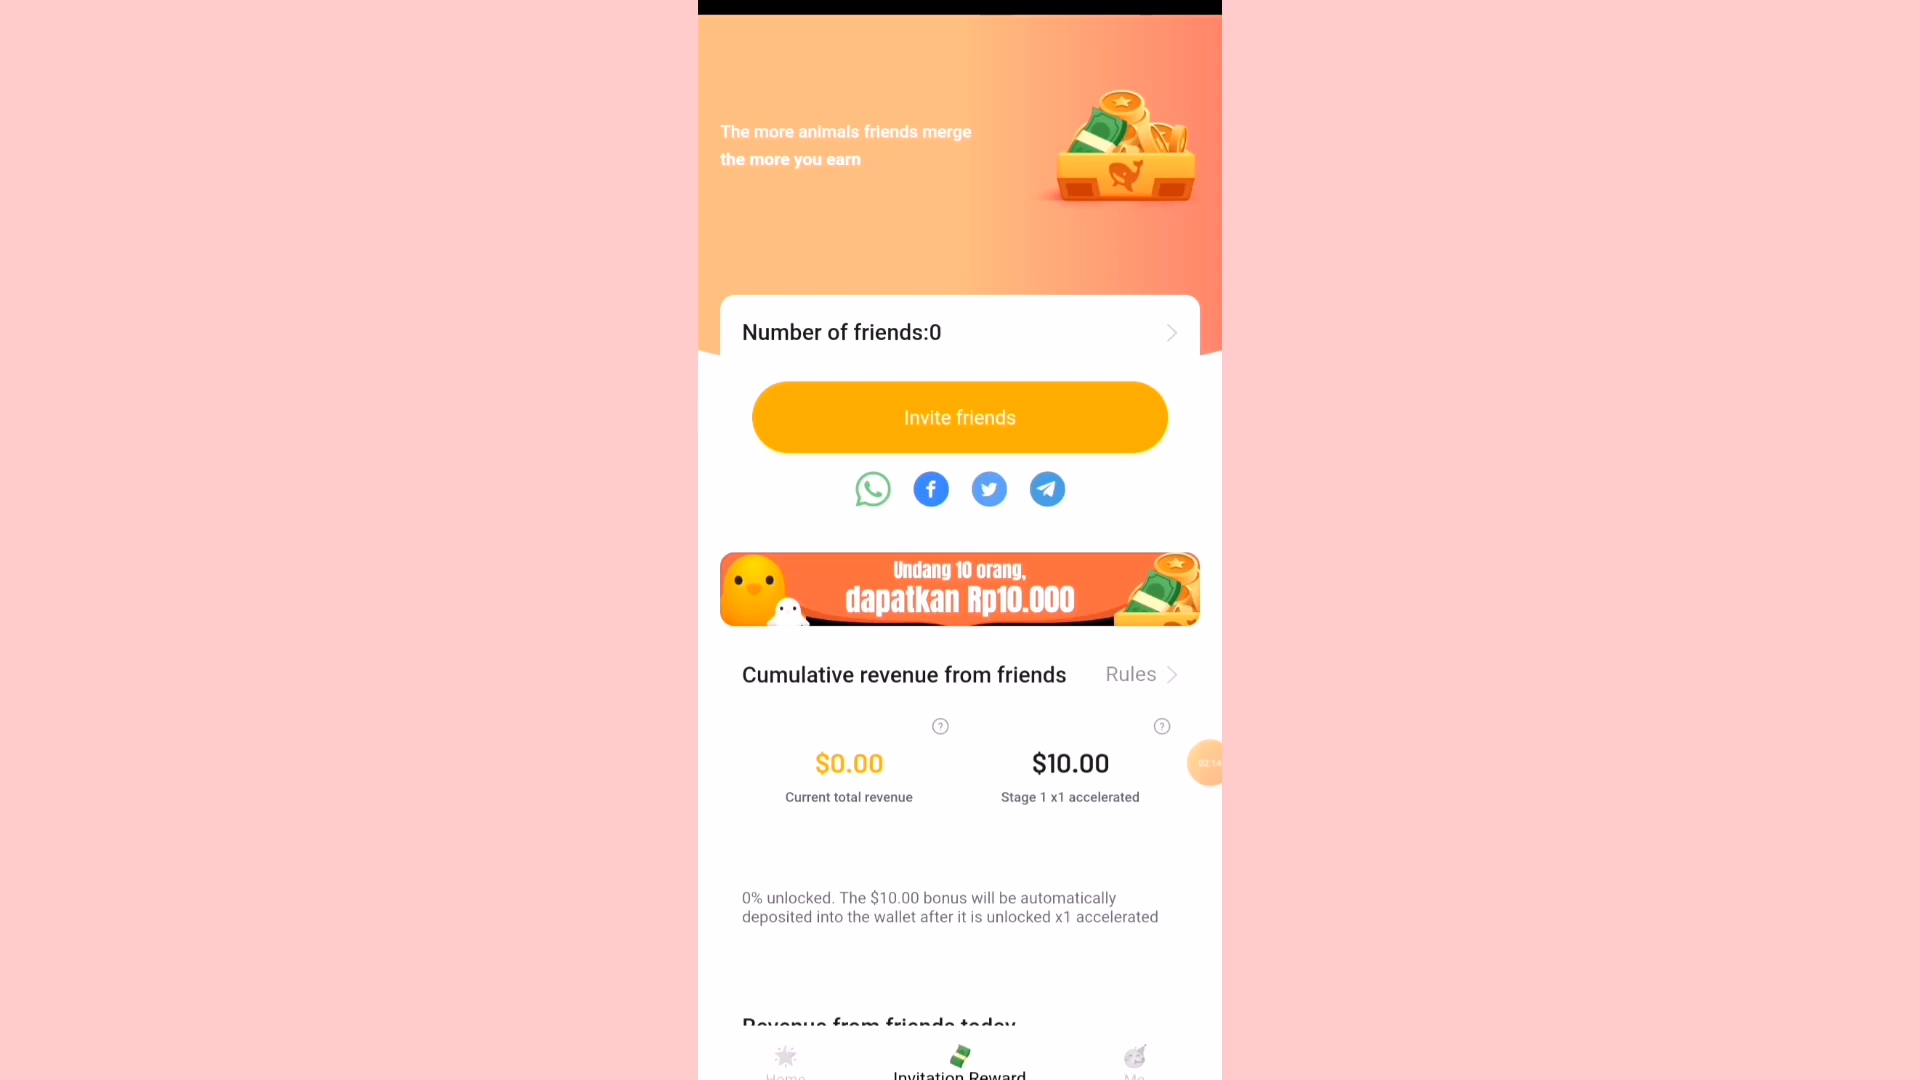 The more animals friends merge
the more you earn
Number of friends:0
Invite friends
Undang 10 orang,
dapatkan Rp10.000
Cumulative revenue from friends
Rules
$0.00
$10.00
Current total revenue
Stage 1 x1 accelerated
02:14
0% unlocked. The $10.00 bonus will be automatically
deposited into the wallet after it is unlocked x1 accelerated
Revenue from friends today
Home
Invitation Reward
Me